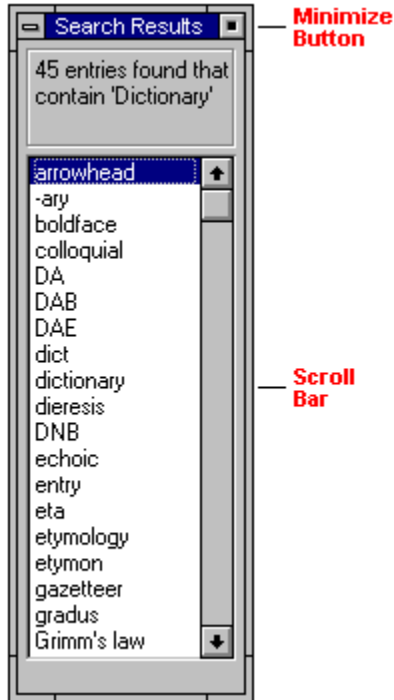 Search Results
Minimize
Button
45 entries found that
contain 'Dictionary'
arrowhead
-ary
boldface
colloquial
DA
DAB
DAE
dict
dictionary
dieresis
DNB
echoic
entry
eta
etymology
etymon
gazetteer
gradus
Grimm's law
Scroll
Bar